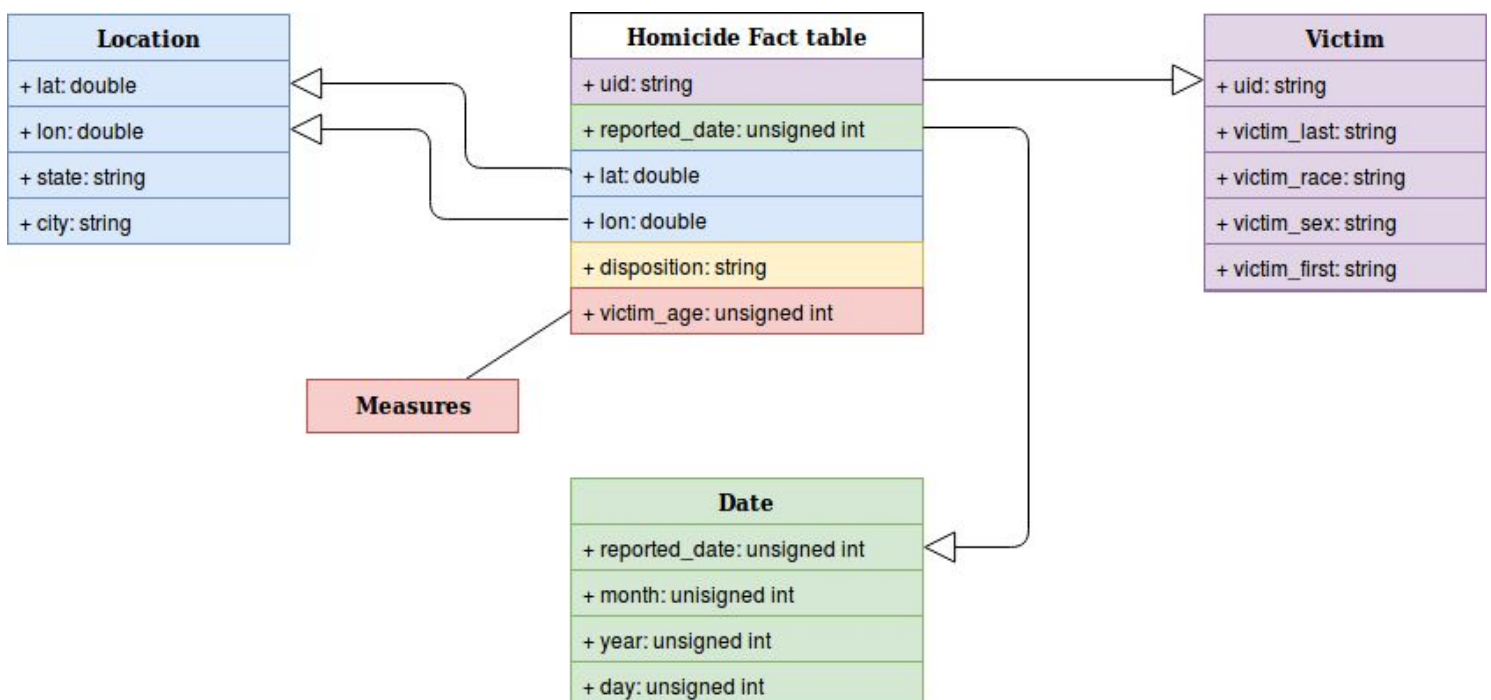 Location
+ lat: double
+ lon: double
+ state: string
+ city: string
Homicide Fact table
+ uid: string
+ reported_date: unsigned int
+ lat: double
+ lon: double
+ disposition: string
+ victim_age: unsigned int
Victim
+ uid: string
+ victim_last: string
+ victim_race: string
+ victim_sex: string
+ victim_first: string
Measures
Date
+ reported_date: unsigned int
+ month: unisigned int
+ year: unsigned int
+ day: unsigned int